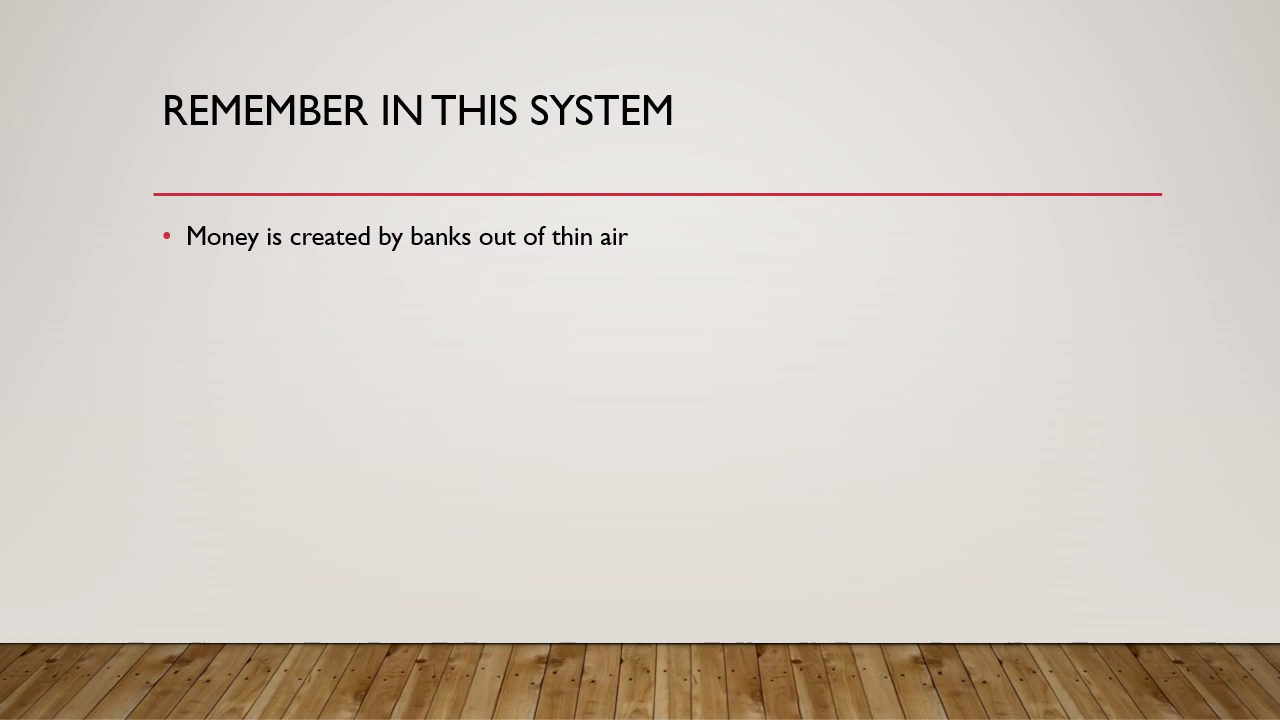 REMEMBER IN THIS SYSTEM
• Money is created by banks out of thin air